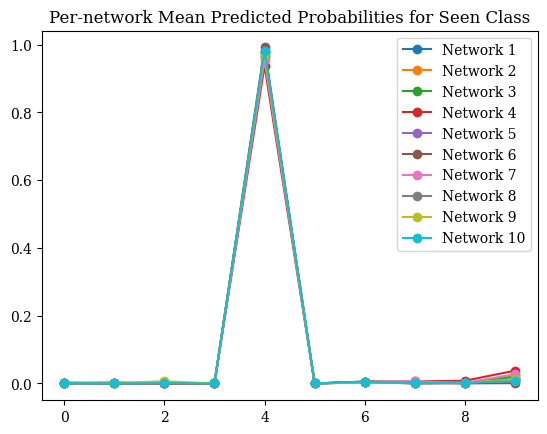 Per-network Mean Predicted Probabilities for Seen Class
1.0
0.8
0.6
0.4
0.2
0.0
0 2 4 6 8
Network 1
Network 2
Network 3
Network 4
Network 5
Network 6
Network 7
Network 8
Network 9
Network 10